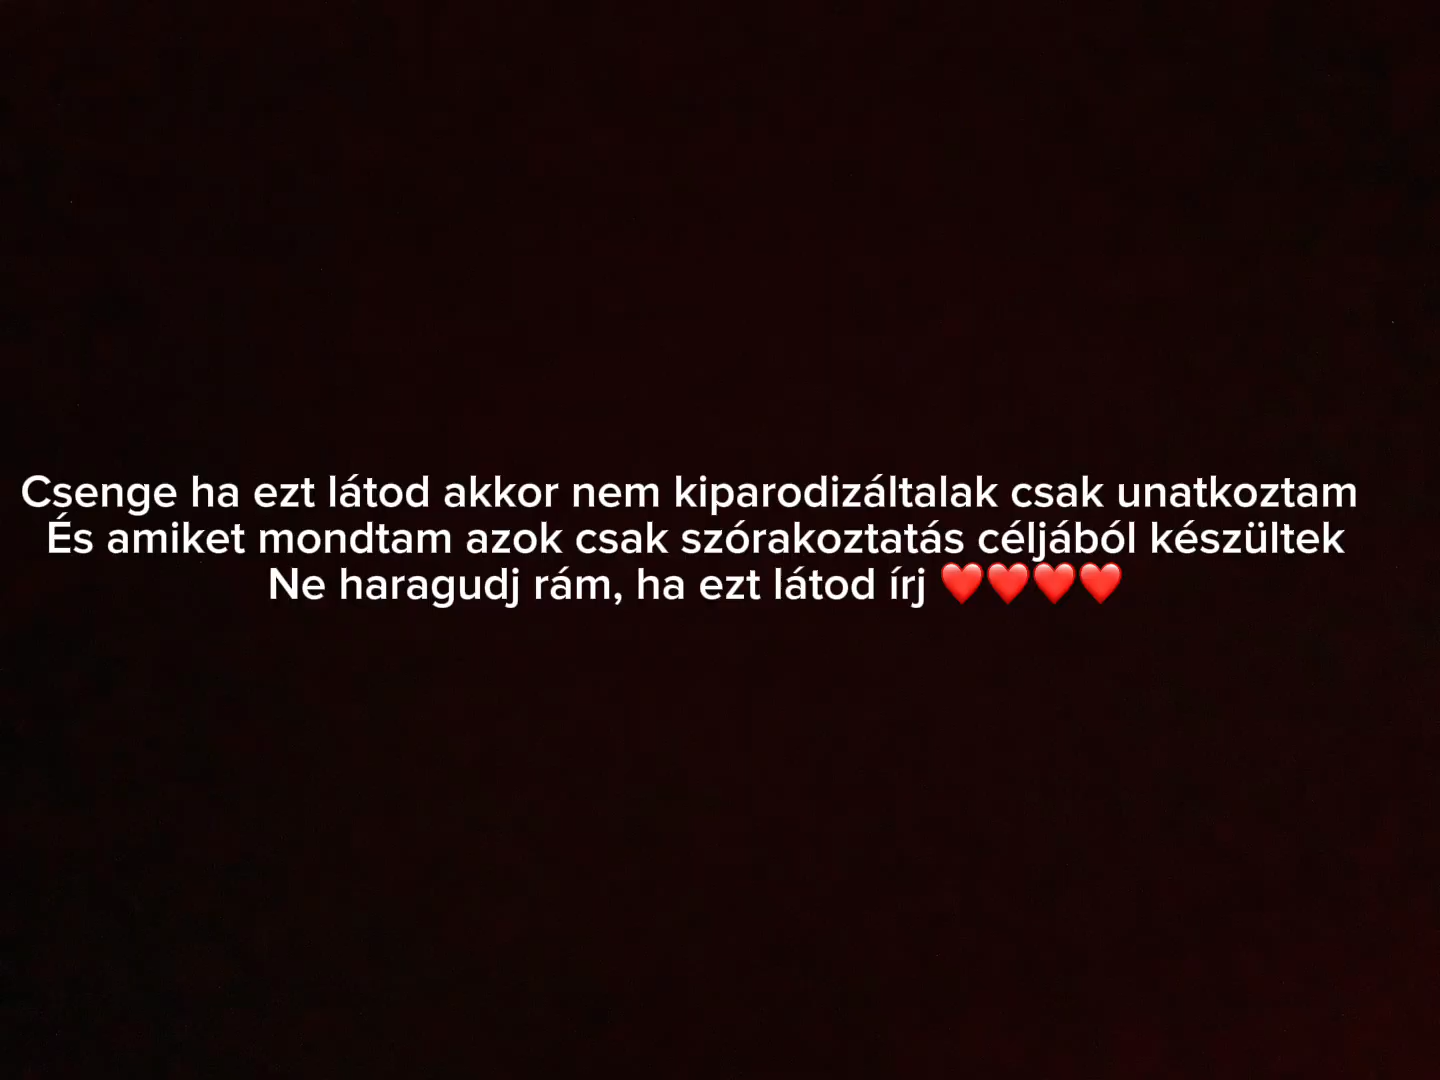 Csenge ha ezt látod akkor nem kiparodizáltalak csak unatkoztam
És amiket mondtam azok csak szórakoztatás céljából készültek
Ne haragudj rám, ha ezt látod írj ❤️❤️❤️❤️